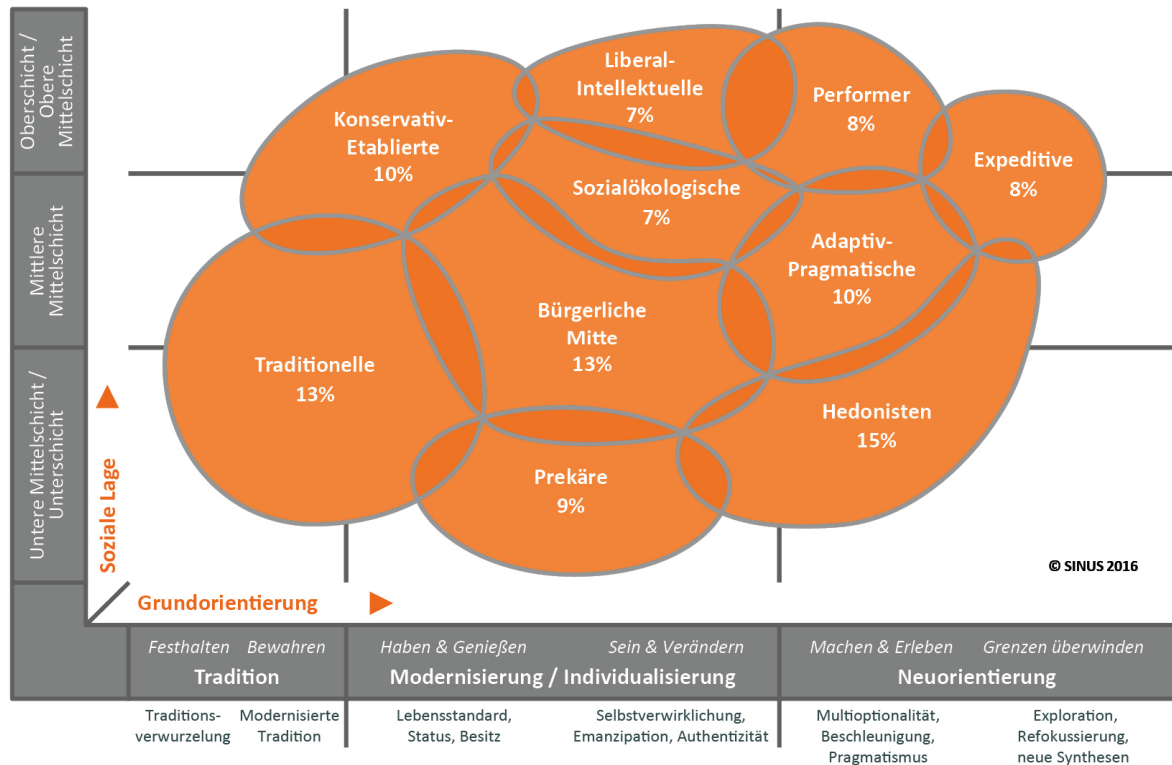 Oberschicht /
Obere
Mittelschicht
Mittlere
Mittelschicht
Untere Mittelschicht /
Unterschicht
Soziale Lage
Konservativ-
Etablierte
10%
Liberal-
Intellektuelle
7%
Performer
8%
Expeditive
8%
Sozialökologische
7%
Adaptiv-
Pragmatische
10%
Traditionelle
13%
Bürgerliche
Mitte
13%
Hedonisten
15%
Prekäre
9%
© SINUS 2016
Grundorientierung
Festhalten Bewahren
Tradition
Haben & Genießen Sein & Verändern
Modernisierung / Individualisierung
Machen & Erleben Grenzen überwinden
Neuorientierung
Traditions-
verwurzelung
Modernisierte
Tradition
Lebensstandard,
Status, Besitz
Selbstverwirklichung,
Emanzipation, Authentizität
Multioptionalität,
Beschleunigung,
Pragmatismus
Exploration,
Refokussierung,
neue Synthesen